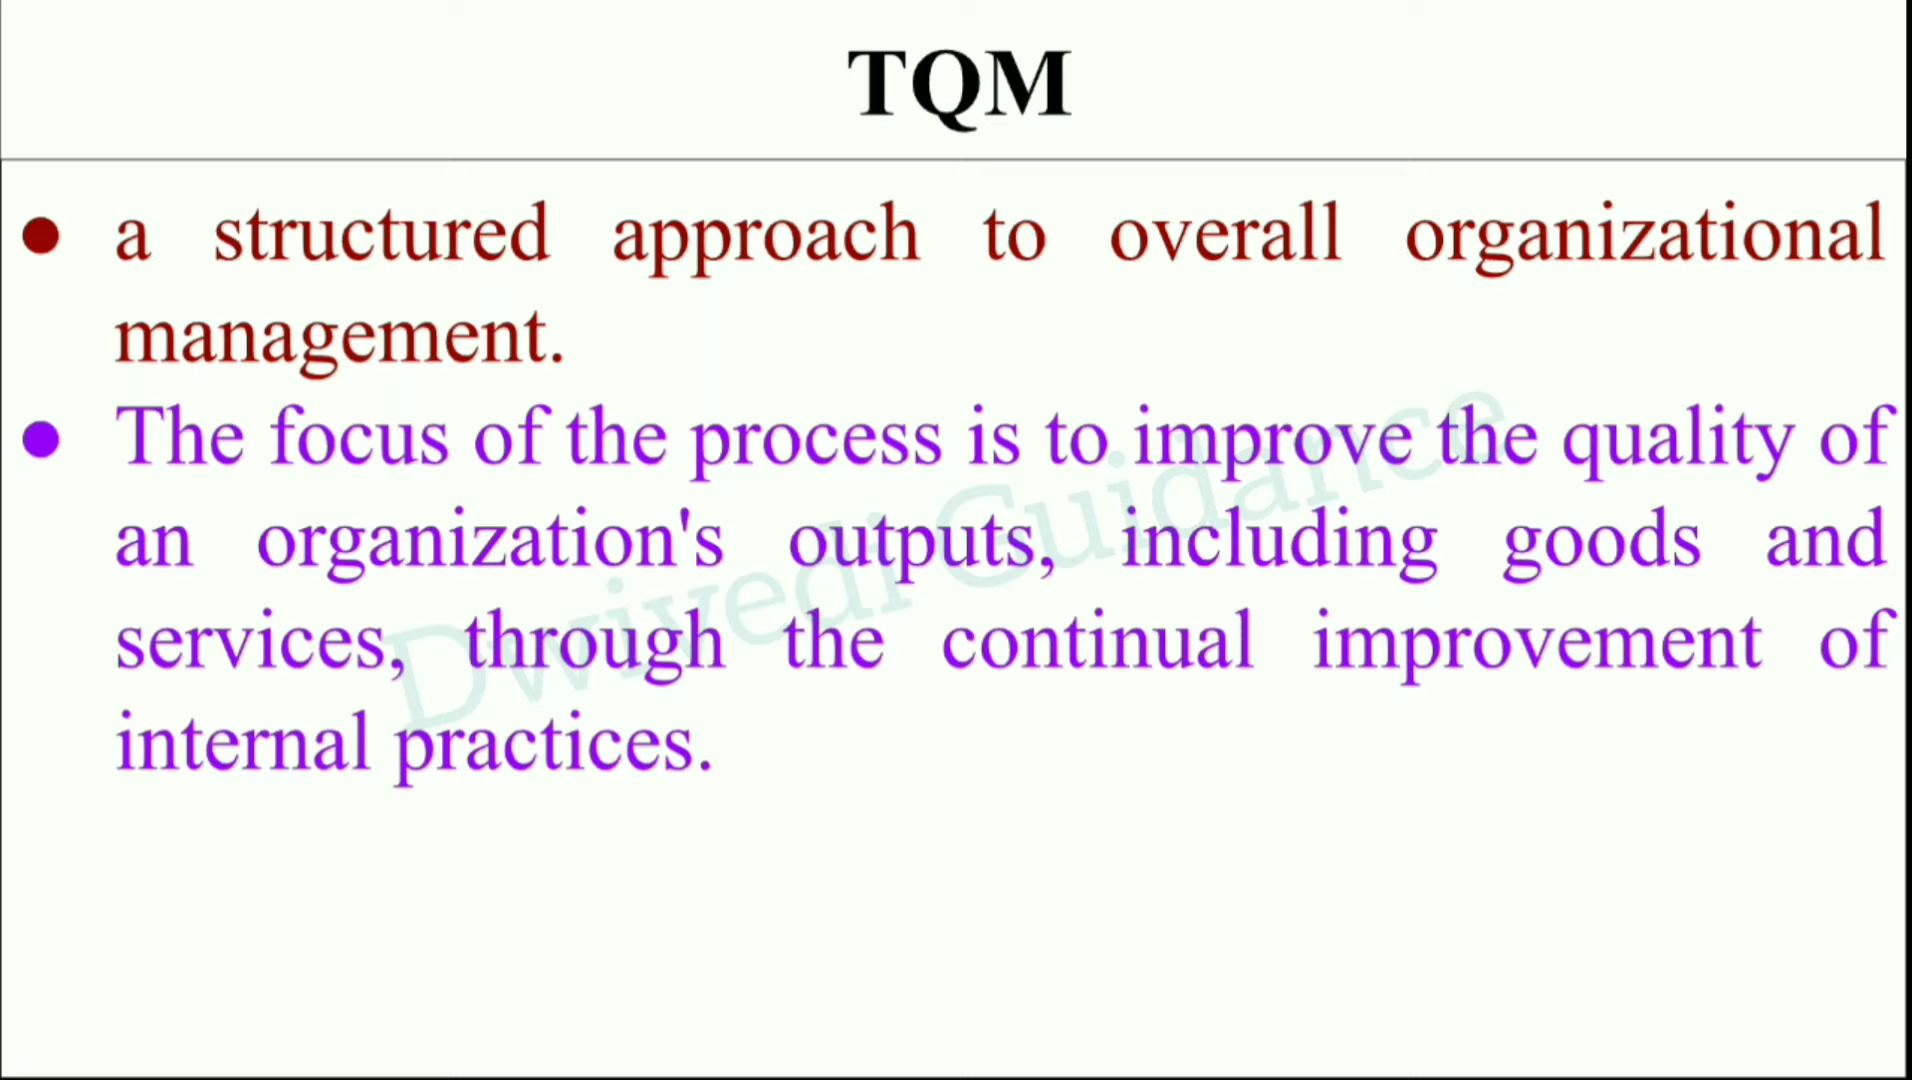 TQM
● a structured approach to overall organizational
management.
● The focus of the process is to improve the quality of
an organization's outputs, including goods and
services, through the continual improvement of
internal practices.
Dwivedi Guidance